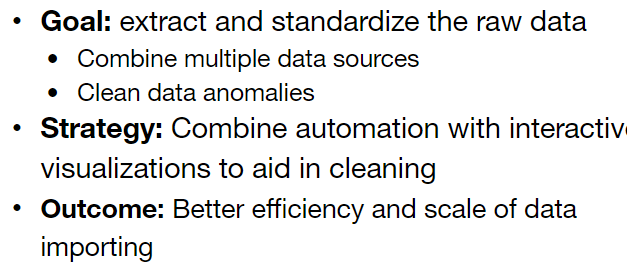 • Goal: extract and standardize the raw data
• Combine multiple data sources
• Clean data anomalies
• Strategy: Combine automation with interactiv
visualizations to aid in cleaning
• Outcome: Better efficiency and scale of data
importing